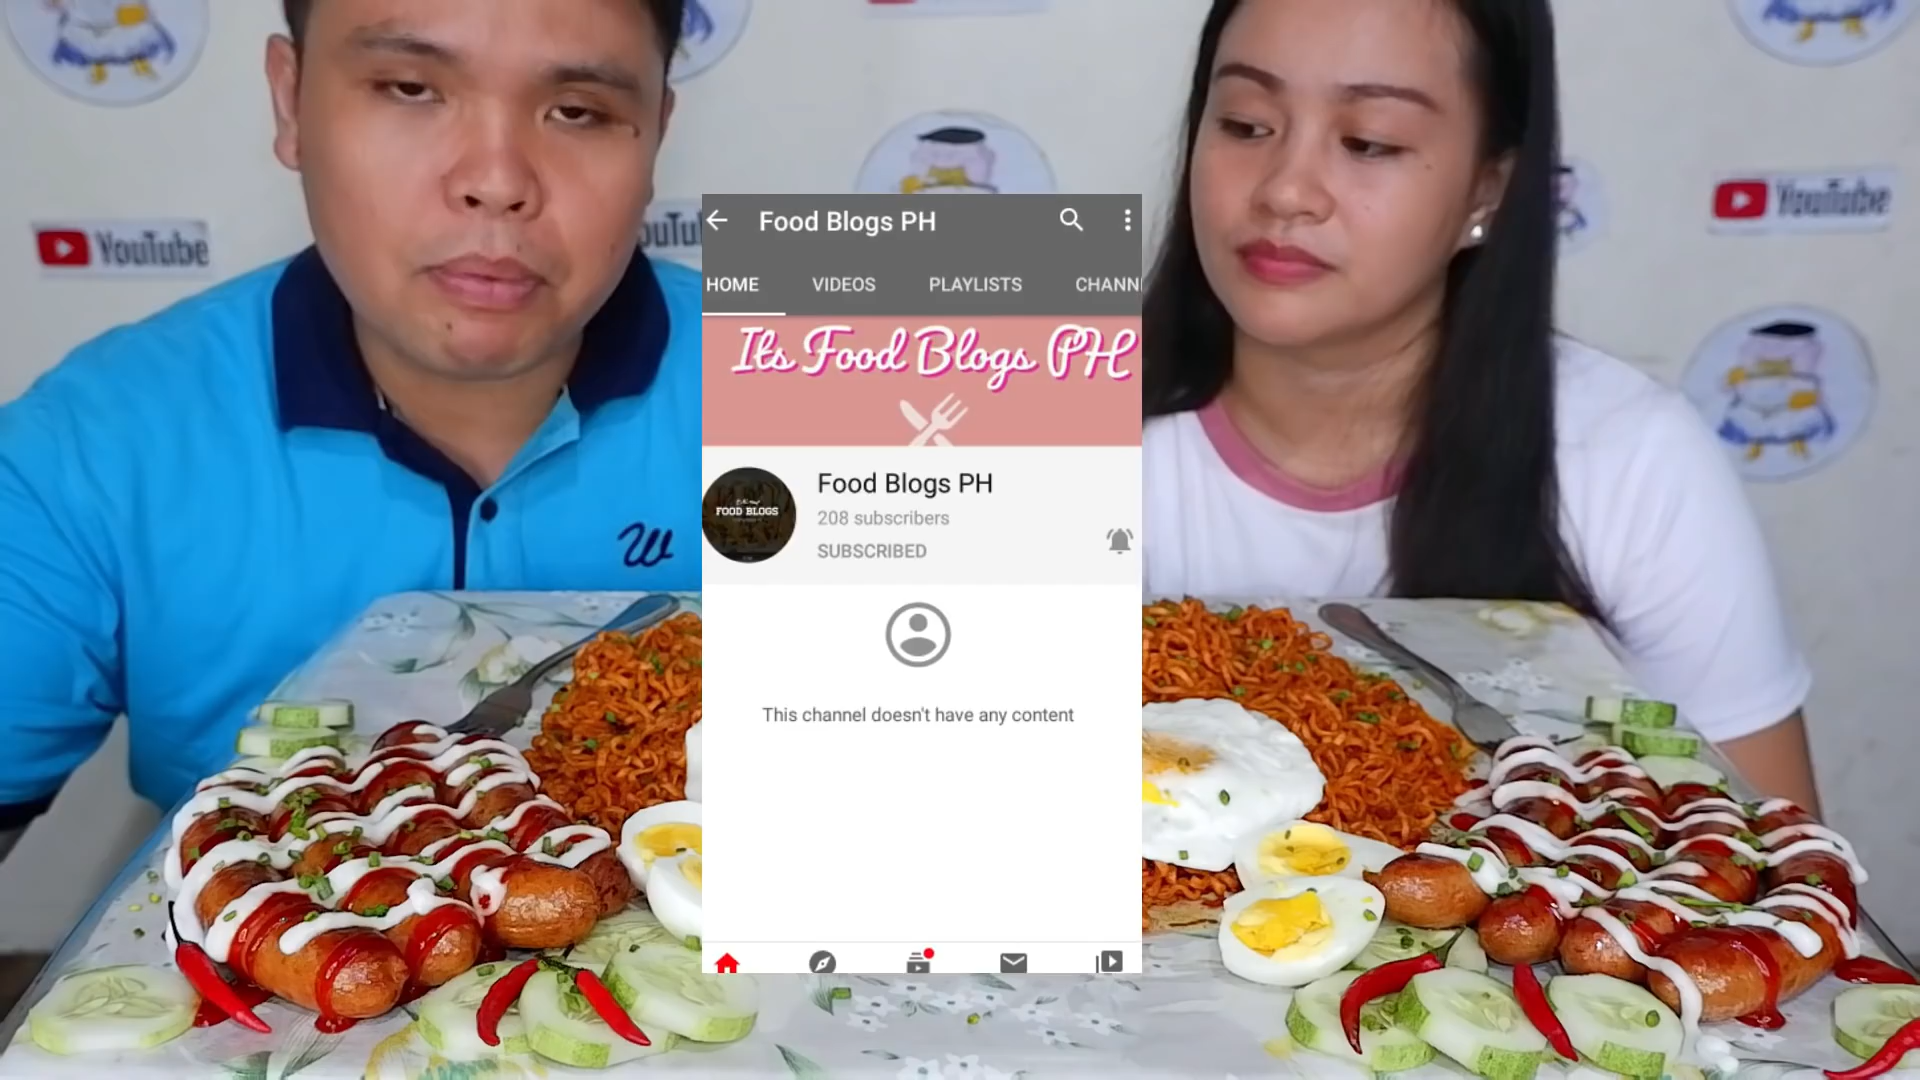 YouTube
YouTube
Food Blogs PH
HOME VIDEOS PLAYLISTS CHANN
Its Food Blogs PH
Food Blogs PH
208 subscribers
SUBSCRIBED
FOOD BLOGS
This channel doesn't have any content
W